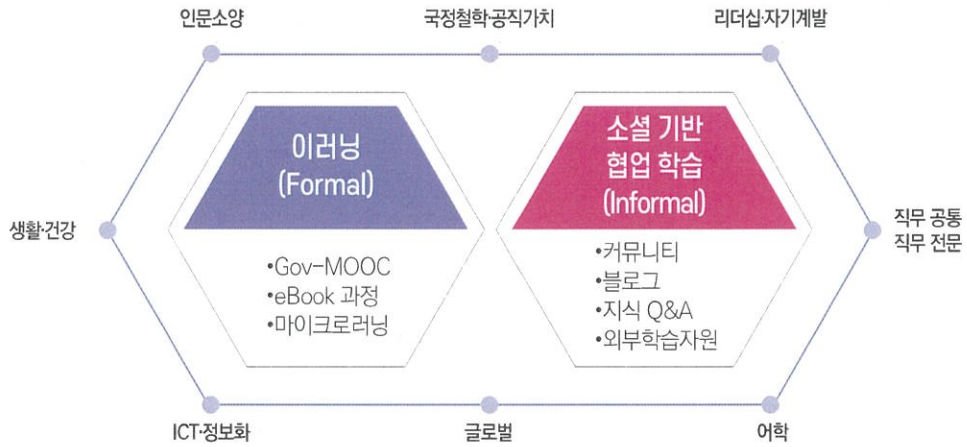 인문소양
국정철학·공직가치
리더십·자기계발
이러닝
(Formal)
소셜 기반
협업 학습
(Informal)
생활·건강
직무 공통
직무 전문
•Gov-MOOC
•eBook 과정
•마이크로러닝
•커뮤니티
•블로그
•지식 Q&A
•외부학습자원
ICT·정보화
글로벌
어학